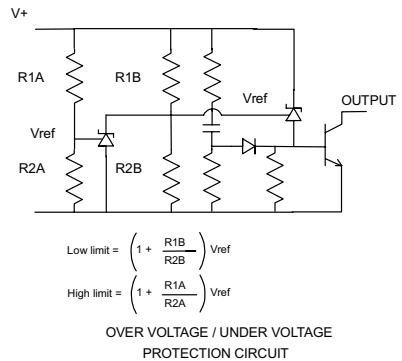 V+
R1A
R1B
Vref
OUTPUT
Vref
R2A
R2B
Low limit = ( 1 + R1B / R2B ) Vref
High limit = ( 1 + R1A / R2A ) Vref
OVER VOLTAGE / UNDER VOLTAGE
PROTECTION CIRCUIT